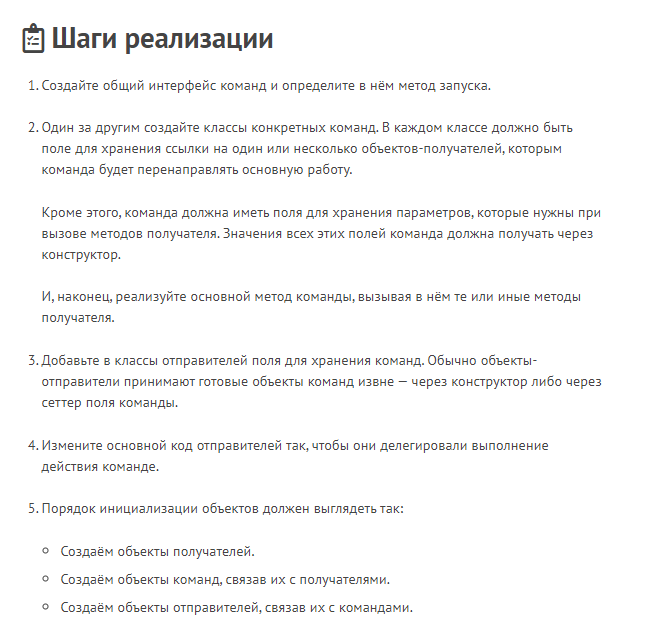 Шаги реализации
1. Создайте общий интерфейс команд и определите в нём метод запуска.
2. Один за другим создайте классы конкретных команд. В каждом классе должно быть
поле для хранения ссылки на один или несколько объектов-получателей, которым
команда будет перенаправлять основную работу.
Кроме этого, команда должна иметь поля для хранения параметров, которые нужны при
вызове методов получателя. Значения всех этих полей команда должна получать через
конструктор.
И, наконец, реализуйте основной метод команды, вызывая в нём те или иные методы
получателя.
3. Добавьте в классы отправителей поля для хранения команд. Обычно объекты-
отправители принимают готовые объекты команд извне — через конструктор либо через
сеттер поля команды.
4. Измените основной код отправителей так, чтобы они делегировали выполнение
действия команде.
5. Порядок инициализации объектов должен выглядеть так:
Создаём объекты получателей.
Создаём объекты команд, связав их с получателями.
Создаём объекты отправителей, связав их с командами.